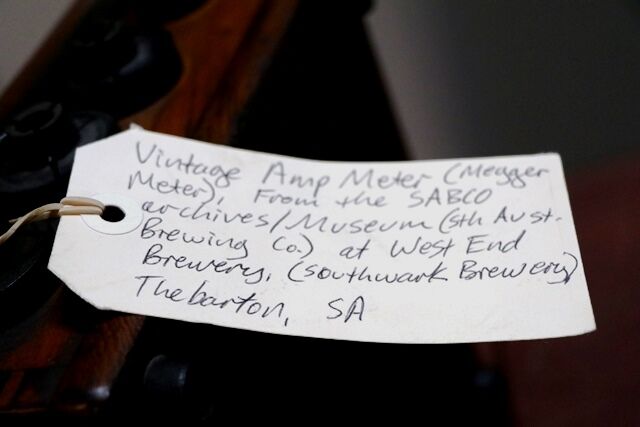 Vintage Amp Meter (Megger
Meter), From the SABCO
archives/Museum (Sth Aust.
Brewing Co.) at West End
Brewery, (Southwark Brewery)
Thebarton, SA